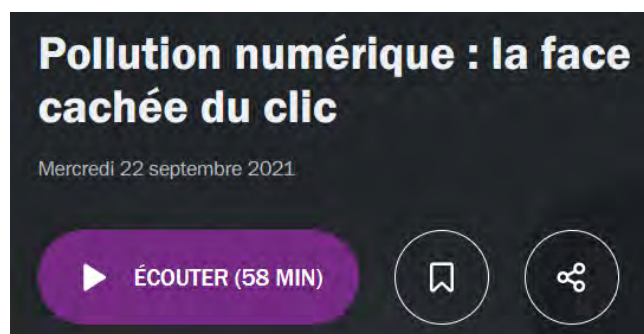 Pollution numérique : la face
cachée du clic
Mercredi 22 septembre 2021
ÉCOUTER (58 MIN)